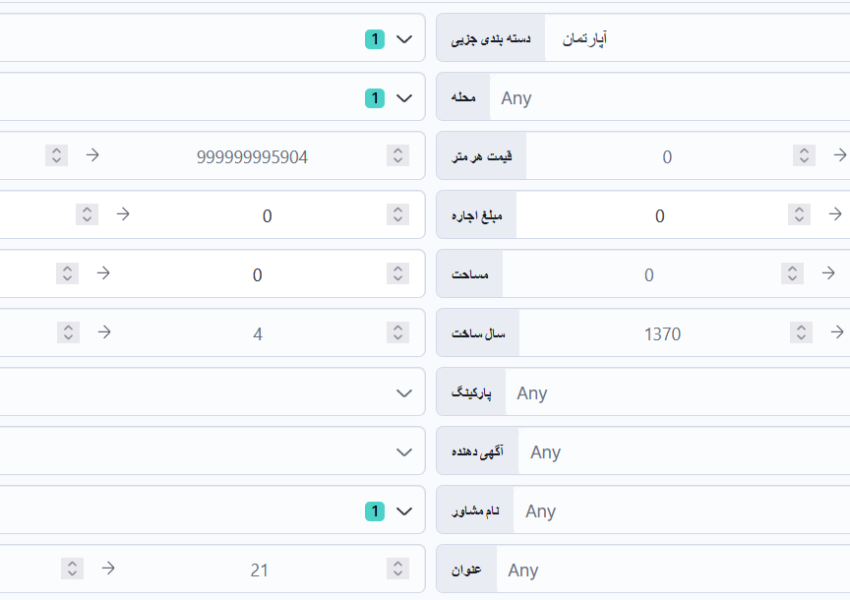 1 دسته بندی جزیی آپارتمان
1 محله Any
999999995904 قیمت هر متر 0
0 مبلغ اجاره 0
0 مساحت 0
4 سال ساخت 1370
پارکینگ Any
آگهی دهنده Any
1 نام مشاور Any
21 عنوان Any